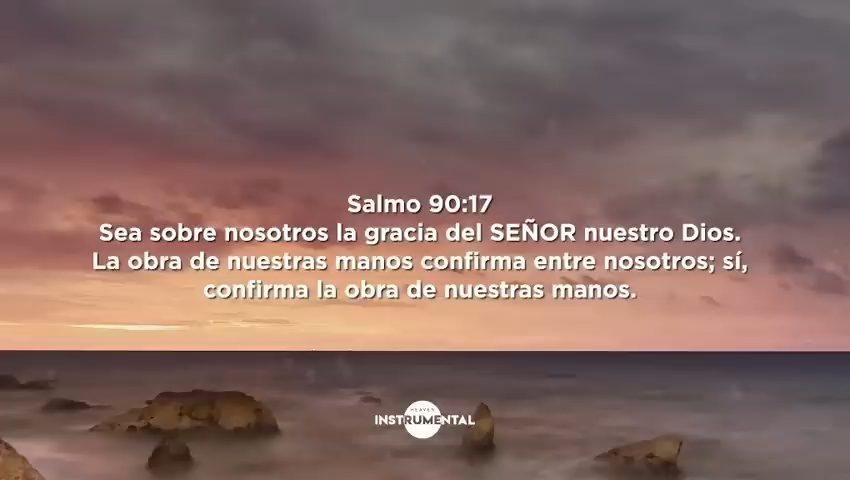 Salmo 90:17
Sea sobre nosotros la gracia del SEÑOR nuestro Dios.
La obra de nuestras manos confirma entre nosotros; sí,
confirma la obra de nuestras manos.
HEAVEN
INSTRUMENTAL